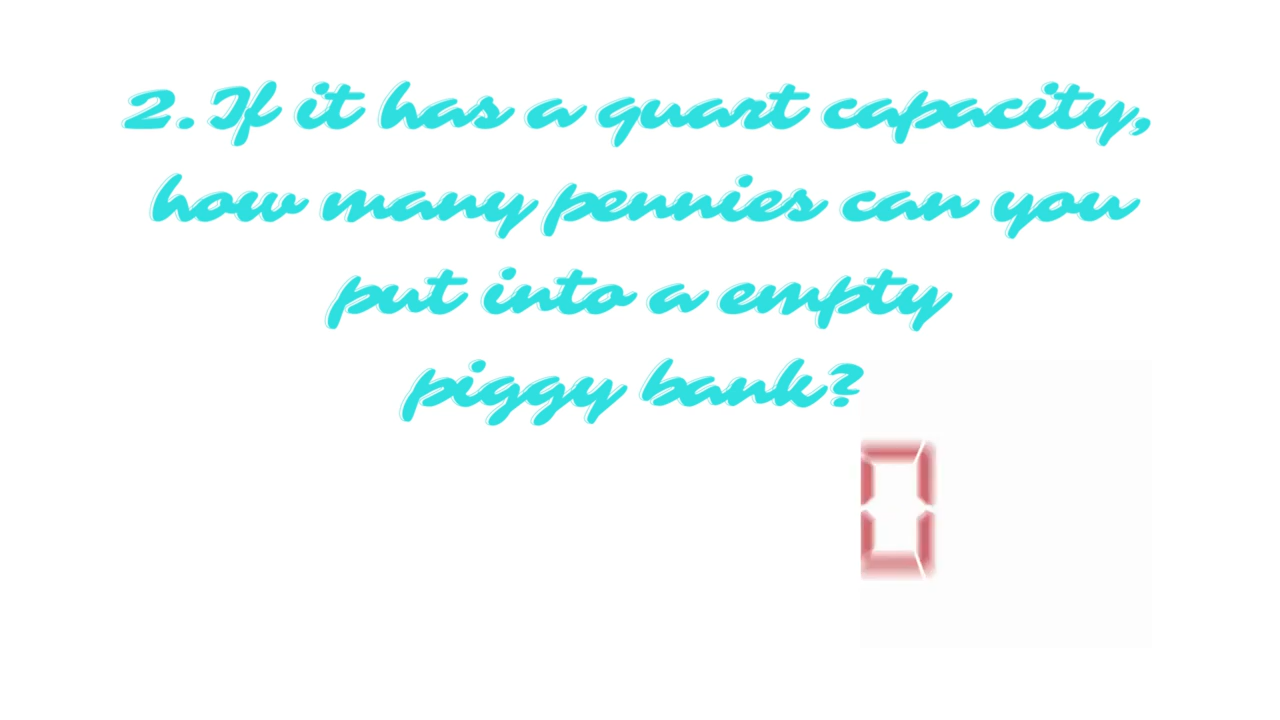 2. If it has a quart capacity,
how many pennies can you
put into a empty
piggy bank?
0